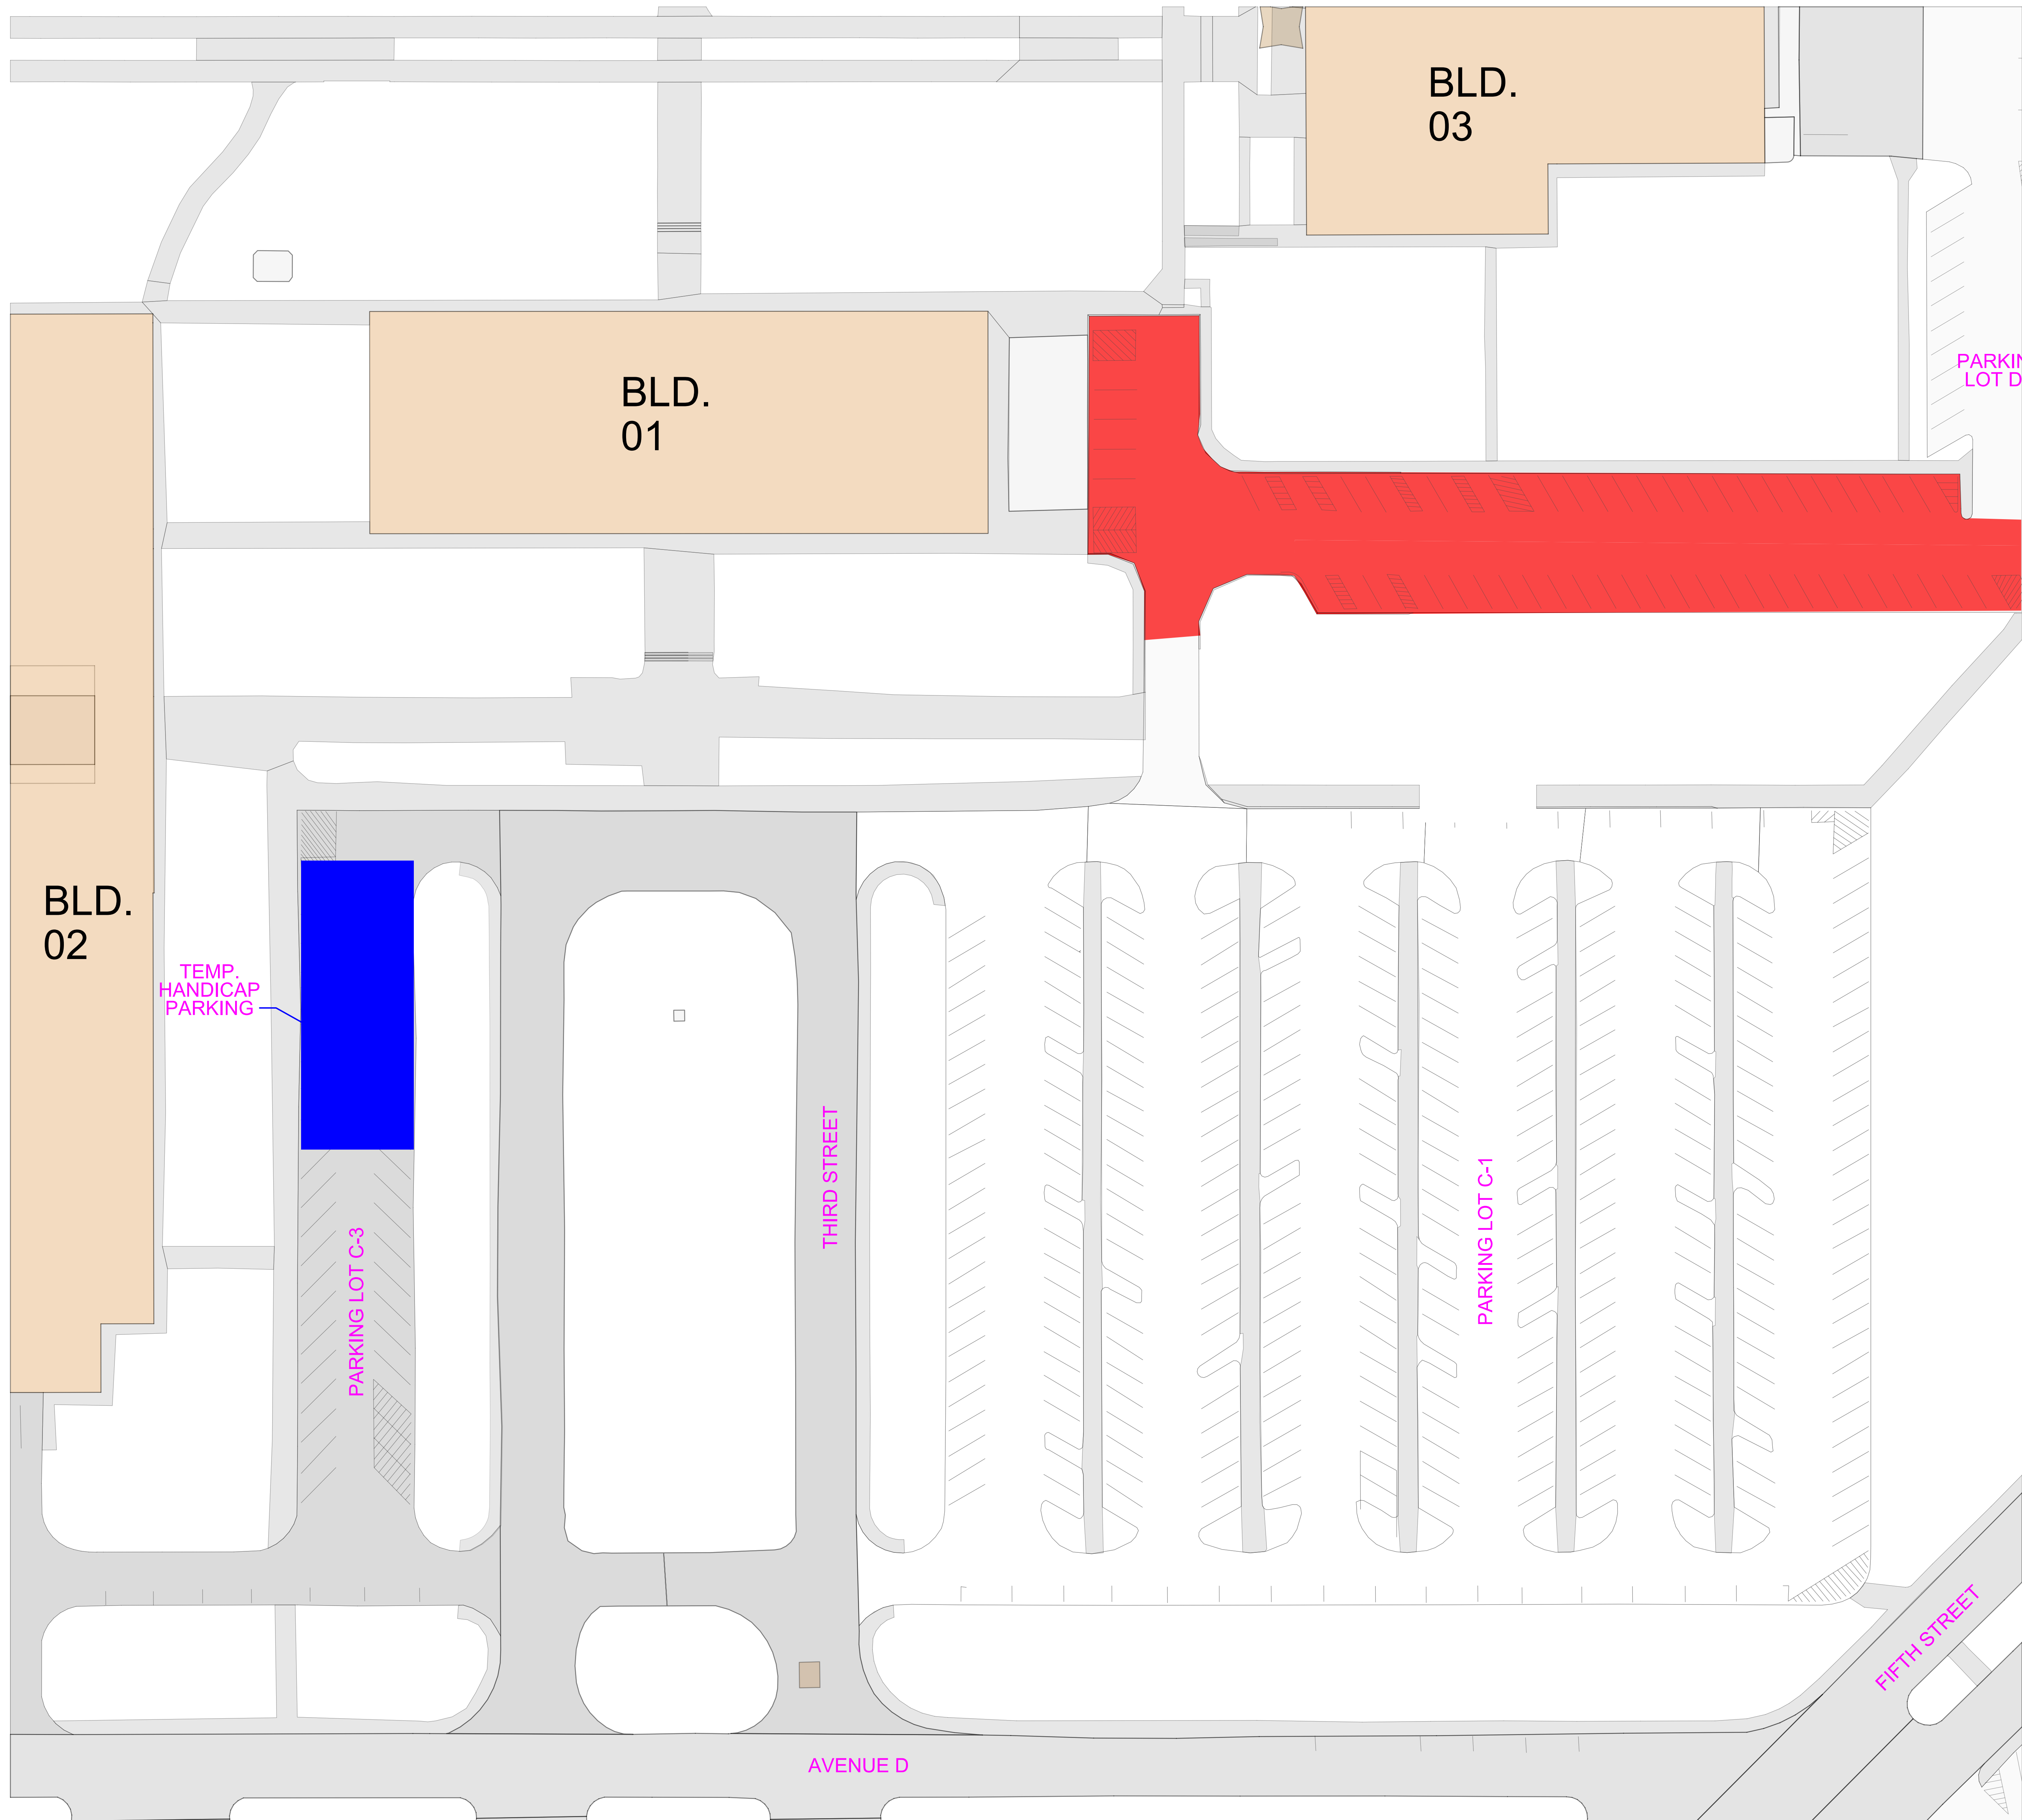 BLD.
03
PARKIN
LOT D
BLD.
01
BLD.
02
TEMP.
HANDICAP
PARKING
THIRD STREET
PARKING LOT C-1
PARKING LOT C-3
FIFTH STREET
AVENUE D